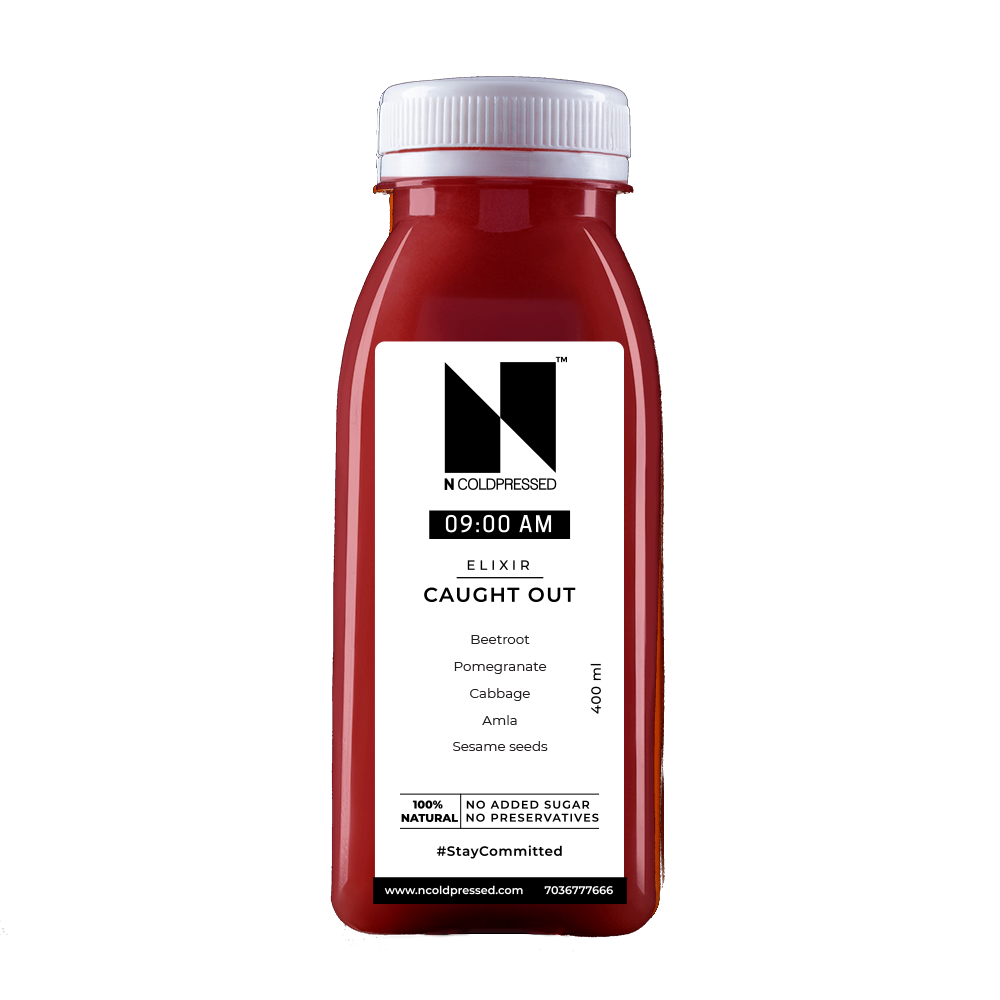 N™
N COLDPRESSED
09:00 AM
ELIXIR
CAUGHT OUT
Beetroot
Pomegranate
Cabbage
Amla
Sesame seeds
400 ml
100% NATURAL
NO ADDED SUGAR
NO PRESERVATIVES
#StayCommitted
www.ncoldpressed.com 7036777666